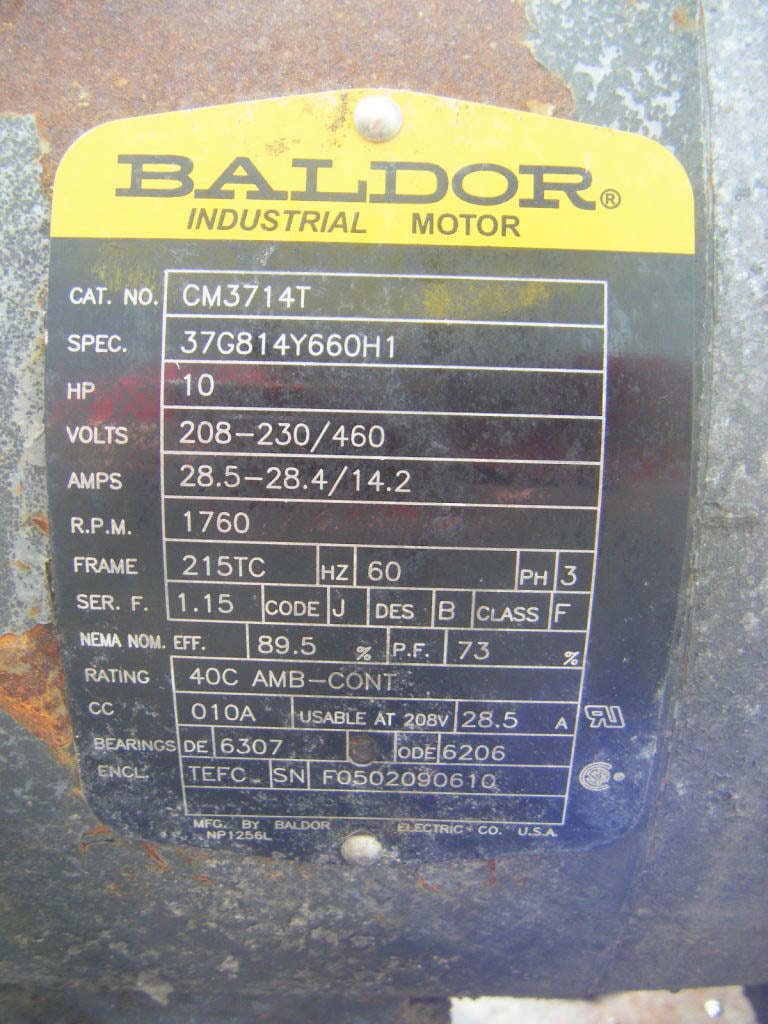 BALDOR®
INDUSTRIAL MOTOR
CAT. NO. CM3714T
SPEC. 37G814Y660H1
HP 10
VOLTS 208-230/460
AMPS 28.5-28.4/14.2
R.P.M. 1760
FRAME 215TC HZ 60 PH 3
SER. F. 1.15 CODE J DES B CLASS F
NEMA NOM. EFF. 89.5 % P.F. 73 %
RATING 40C AMB-CONT
CC 010A USABLE AT 208V 28.5 A
BEARINGS DE 6307 ODE 6206
ENCL. TEFC SN F0502090610
MFG. BY BALDOR ELECTRIC CO. U.S.A.
NP1256L